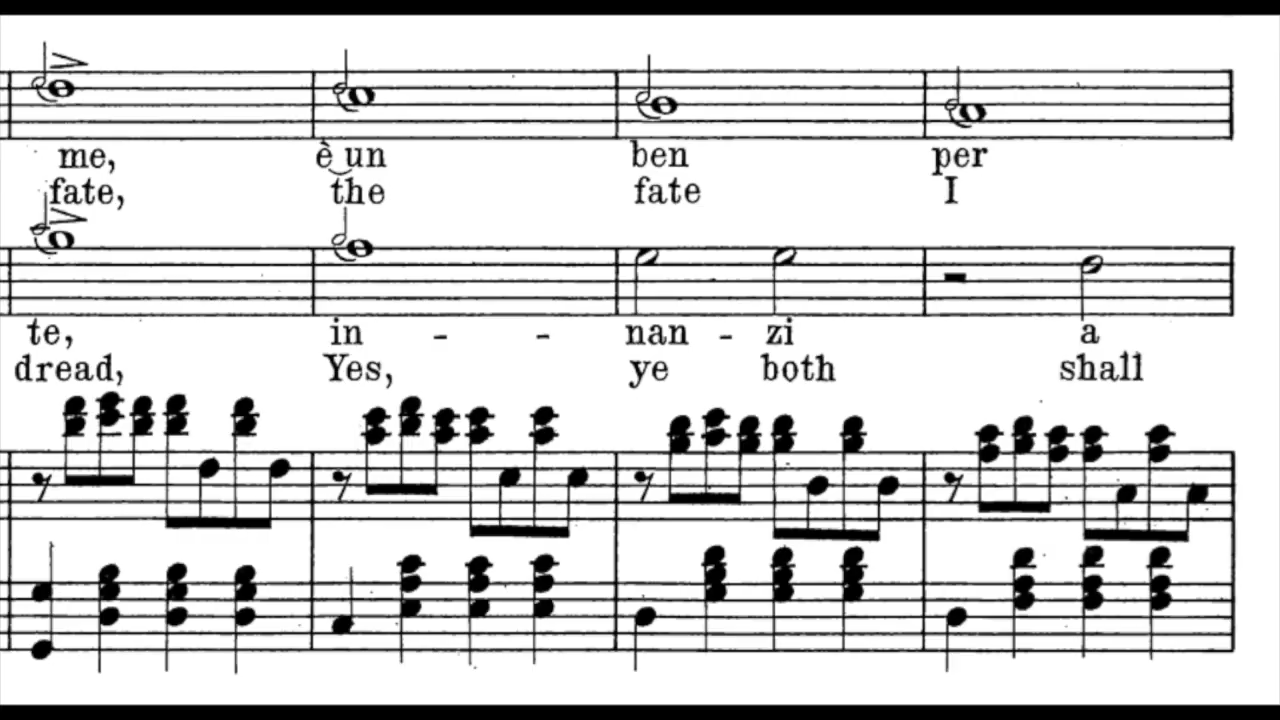 me, è un ben per
fate, the fate I
te, in - - nan - zi a
dread, Yes, ye both shall